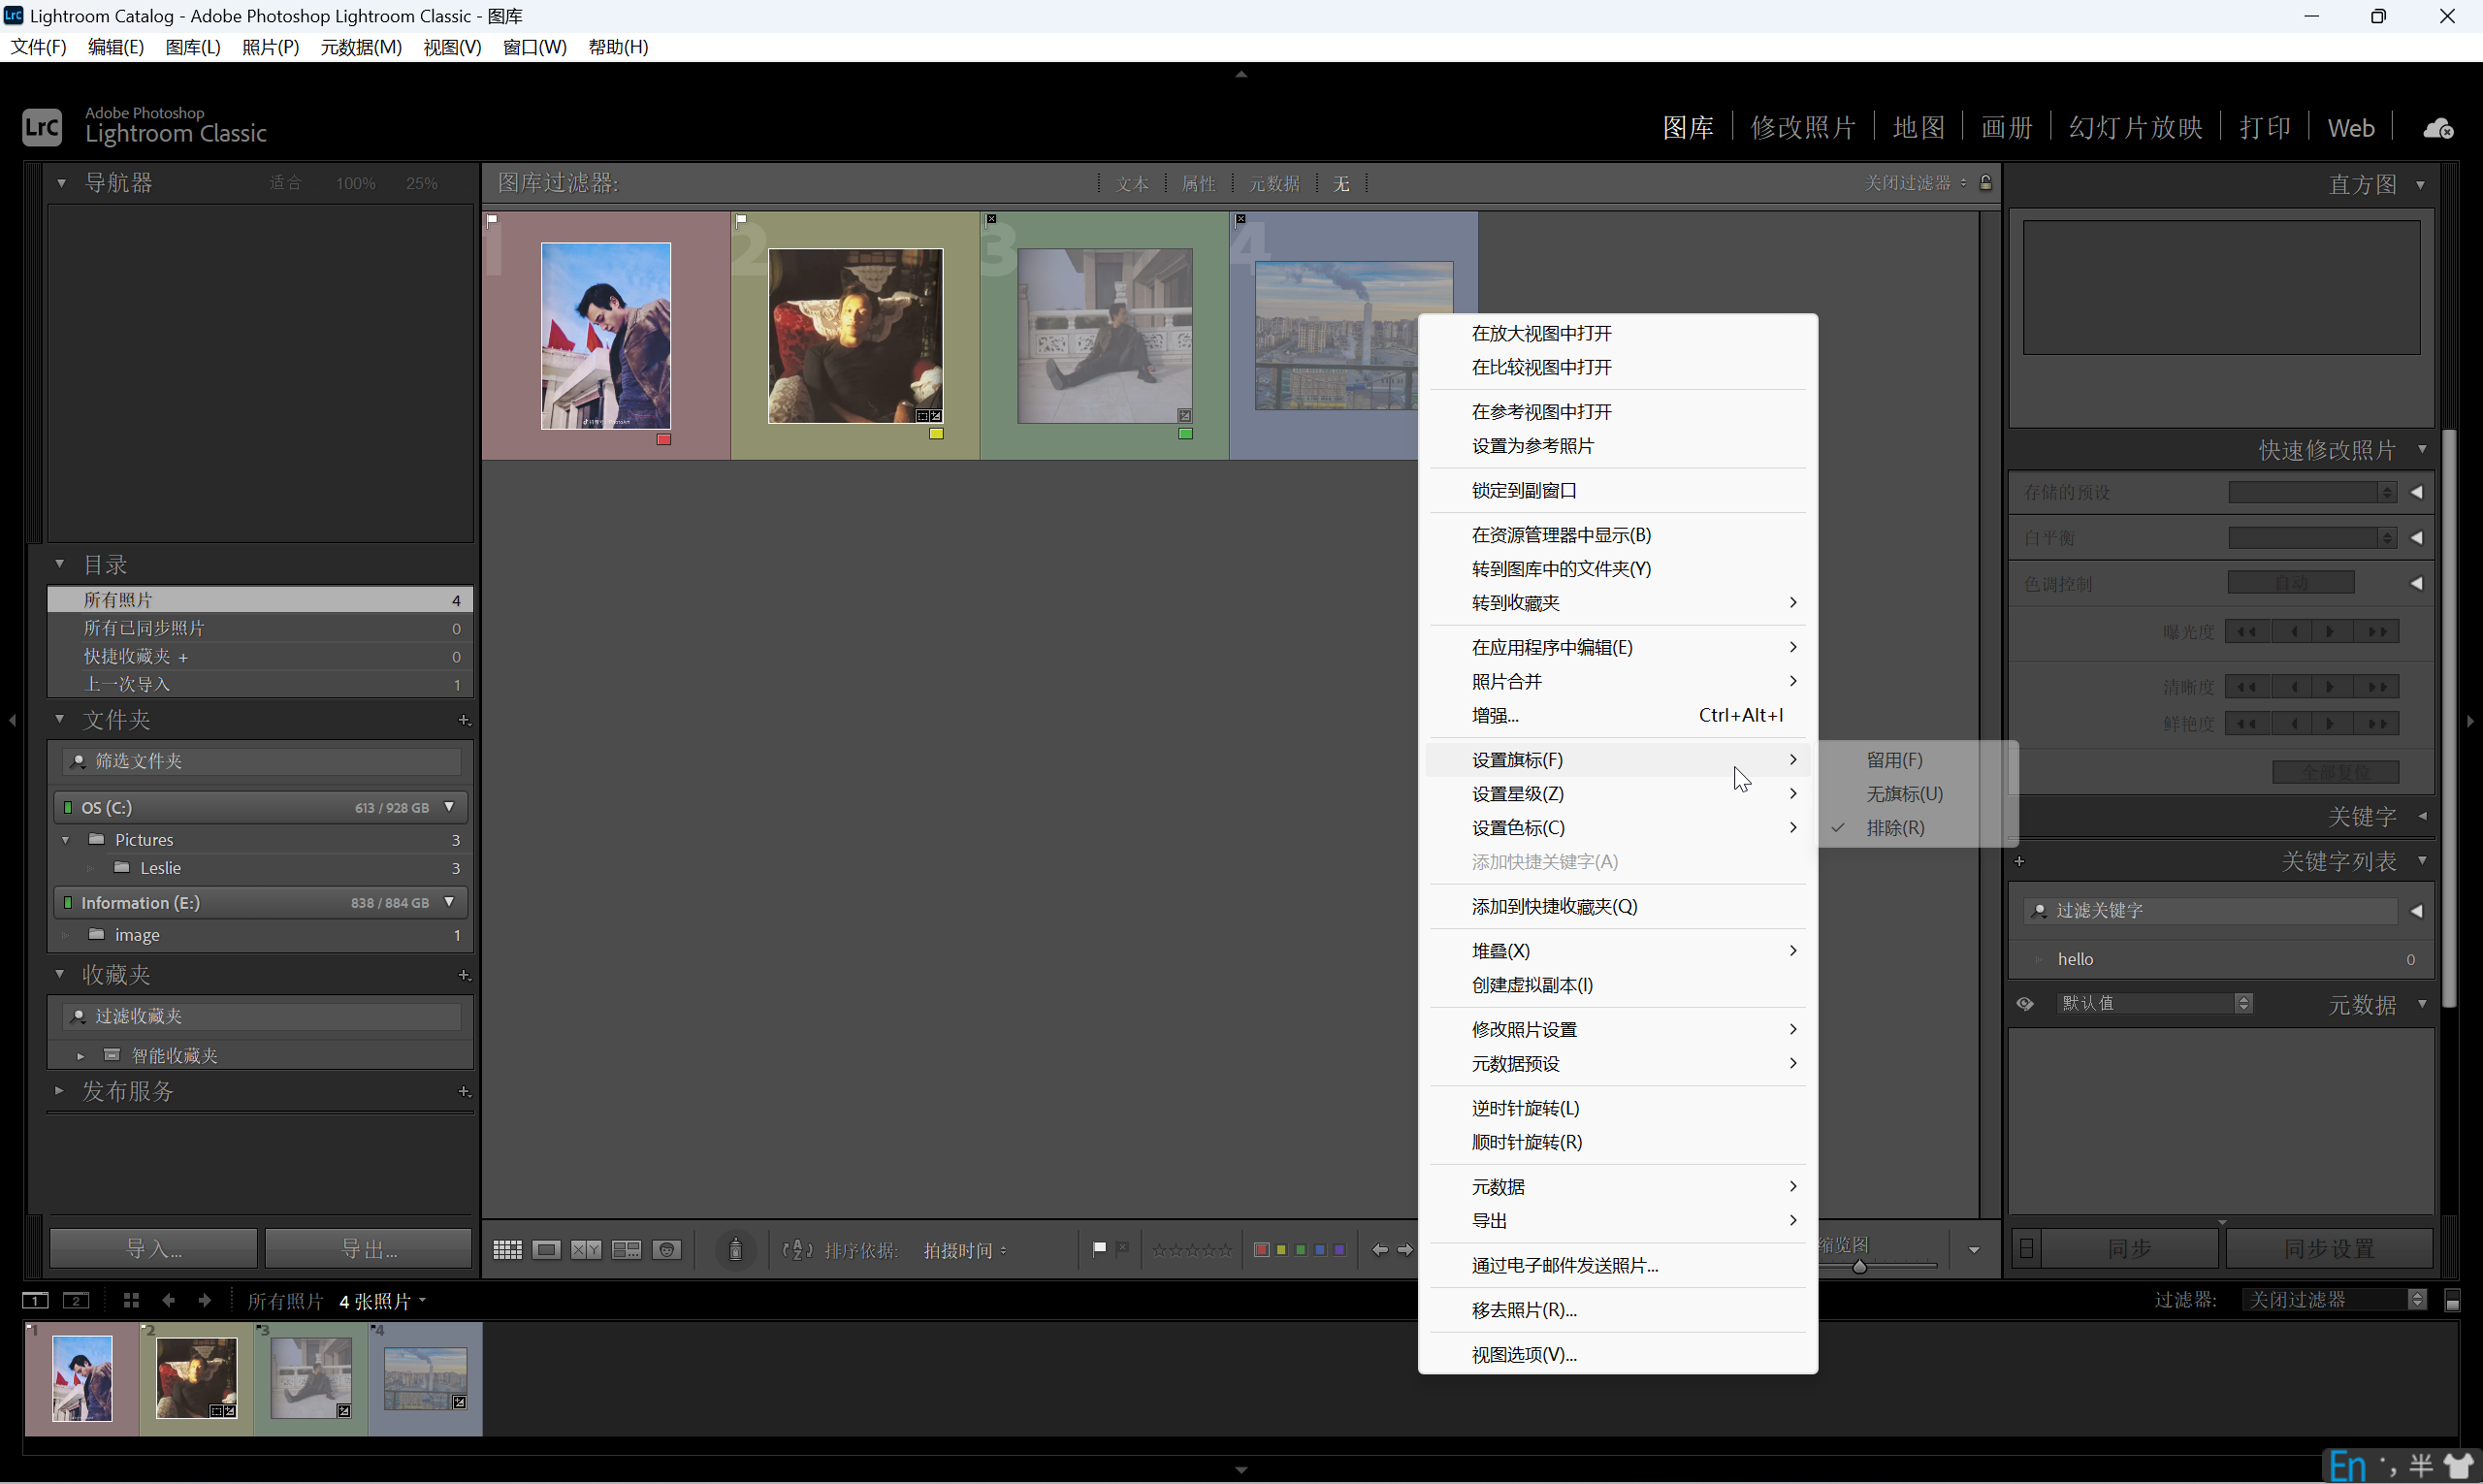 Lightroom Catalog - Adobe Photoshop Lightroom Classic - 图库
文件(F) 编辑(E) 图库(L) 照片(P) 元数据(M) 视图(V) 窗口(W) 帮助(H)
LrC
Adobe Photoshop
Lightroom Classic
图库 修改照片 地图 画册 幻灯片放映 打印 Web
导航器 适合 100% 25%
目录
所有照片 4
所有已同步照片 0
快捷收藏夹 + 0
上一次导入 1
文件夹
筛选文件夹
OS (C:) 613 / 928 GB
Pictures 3
Leslie 3
Information (E:) 838 / 884 GB
image 1
收藏夹
过滤收藏夹
智能收藏夹
发布服务
导入... 导出...
图库过滤器: 文本 属性 元数据 无 关闭过滤器
1 2 3 4
在放大视图中打开
在比较视图中打开
在参考视图中打开
设置为参考照片
锁定到副窗口
在资源管理器中显示(B)
转到图库中的文件夹(Y)
转到收藏夹
在应用程序中编辑(E)
照片合并
增强... Ctrl+Alt+I
设置旗标(F)
设置星级(Z)
设置色标(C)
添加快捷关键字(A)
添加到快捷收藏夹(Q)
堆叠(X)
创建虚拟副本(I)
修改照片设置
元数据预设
逆时针旋转(L)
顺时针旋转(R)
元数据
导出
通过电子邮件发送照片...
移去照片(R)...
视图选项(V)...
留用(F)
无旗标(U)
排除(R)
直方图
快速修改照片
存储的预设
白平衡
色调控制 自动
曝光度
清晰度
鲜艳度
全部复位
关键字
关键字列表
过滤关键字
hello 0
默认值 元数据
同步 同步设置
XY 排序依据: 拍摄时间 缩览图
1 2 所有照片 4 张照片 过滤器: 关闭过滤器
1 2 3 4
En 半